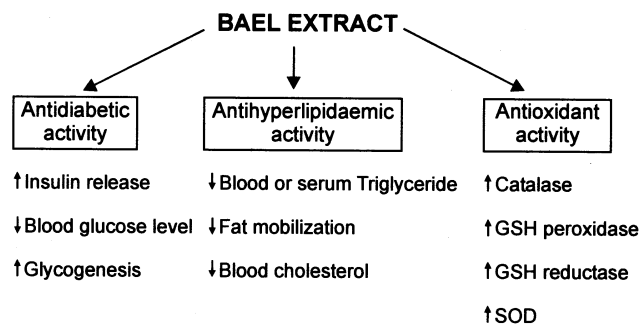 BAEL EXTRACT
Antidiabetic
activity
↑Insulin release
↓Blood glucose level
↑Glycogenesis
Antihyperlipidaemic
activity
↓Blood or serum Triglyceride
↓Fat mobilization
↓Blood cholesterol
Antioxidant
activity
↑Catalase
↑GSH peroxidase
↑GSH reductase
↑SOD